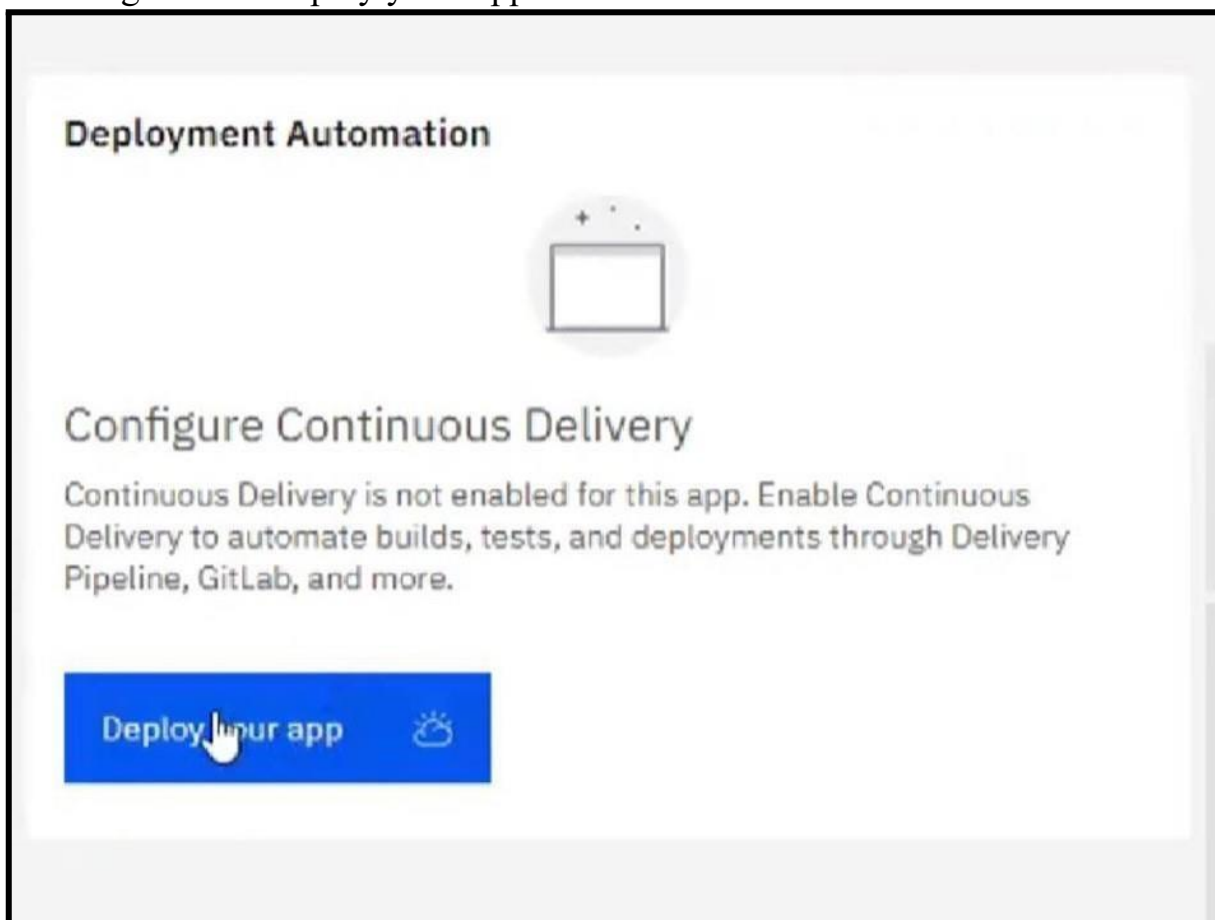 Deployment Automation
Configure Continuous Delivery
Continuous Delivery is not enabled for this app. Enable Continuous
Delivery to automate builds, tests, and deployments through Delivery
Pipeline, GitLab, and more.
Deploy your app